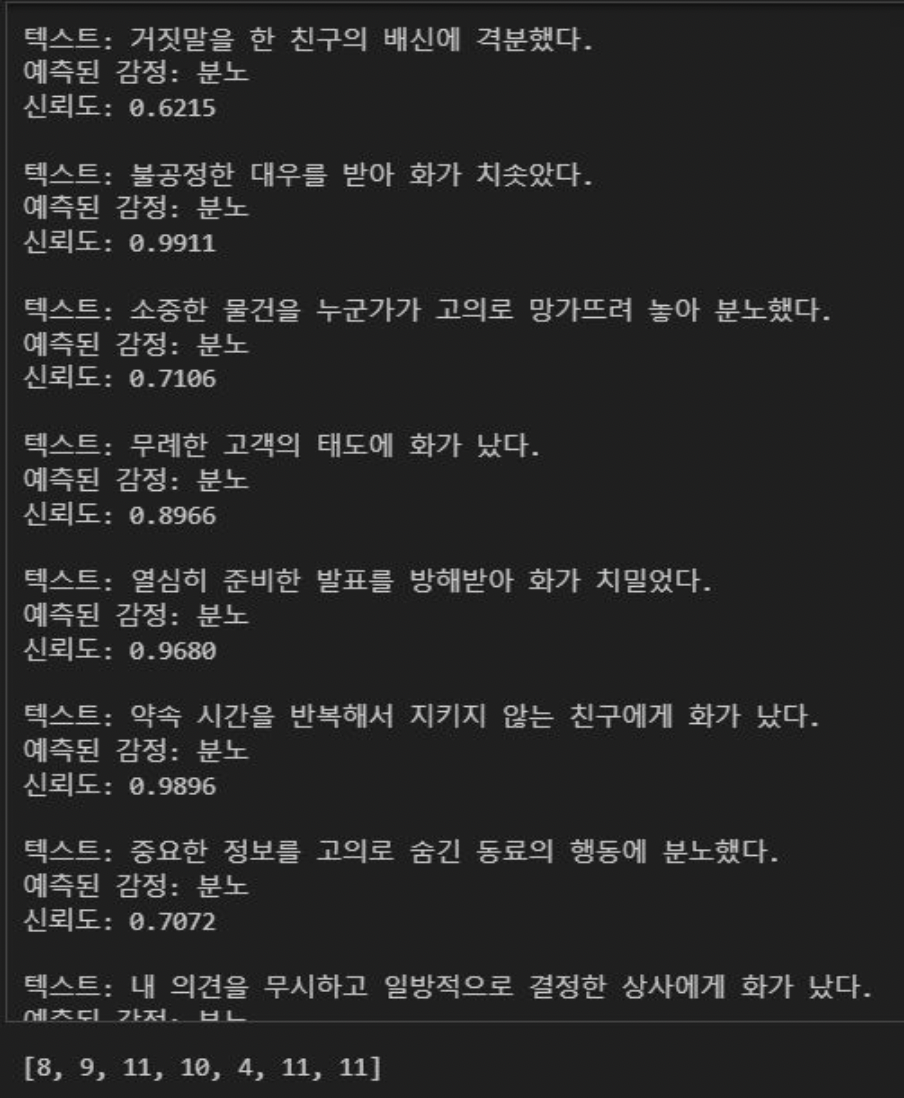 텍스트: 거짓말을 한 친구의 배신에 격분했다.
예측된 감정: 분노
신뢰도: 0.6215
텍스트: 불공정한 대우를 받아 화가 치솟았다.
예측된 감정: 분노
신뢰도: 0.9911
텍스트: 소중한 물건을 누군가가 고의로 망가뜨려 놓아 분노했다.
예측된 감정: 분노
신뢰도: 0.7106
텍스트: 무례한 고객의 태도에 화가 났다.
예측된 감정: 분노
신뢰도: 0.8966
텍스트: 열심히 준비한 발표를 방해받아 화가 치밀었다.
예측된 감정: 분노
신뢰도: 0.9680
텍스트: 약속 시간을 반복해서 지키지 않는 친구에게 화가 났다.
예측된 감정: 분노
신뢰도: 0.9896
텍스트: 중요한 정보를 고의로 숨긴 동료의 행동에 분노했다.
예측된 감정: 분노
신뢰도: 0.7072
텍스트: 내 의견을 무시하고 일방적으로 결정한 상사에게 화가 났다.
예측된 감정: 분노
[8, 9, 11, 10, 4, 11, 11]